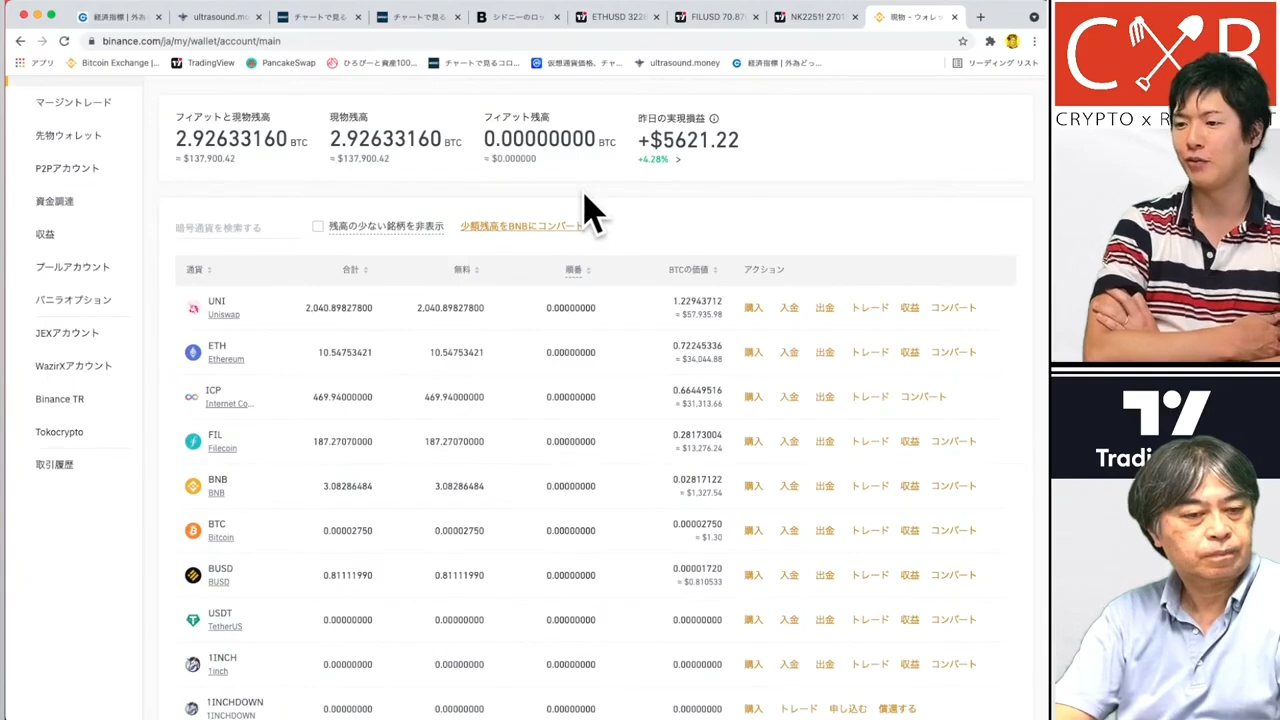 経済指標 | 外
ultrasound.mo
チャートで見る
チャートで見る
シドニーのロッ
ETHUSD 322
FILUSD 70.87
NK2251! 2701
現物 - ウォレッ
binance.com/ja/my/wallet/account/main
アプリ
Bitcoin Exchange |...
TradingView
PancakeSwap
ひろぴーと資産100...
チャートで見るコロ...
仮想通貨価格、チャ...
ultrasound.money
経済指標 | 外為どっ...
リーディング リスト
マージントレード
先物ウォレット
P2Pアカウント
資金調達
収益
プールアカウント
バニラオプション
JEXアカウント
WazirXアカウント
Binance TR
Tokocrypto
取引履歴
フィアットと現物残高
2.92633160 BTC
≈ $137,900.42
現物残高
2.92633160 BTC
≈ $137,900.42
フィアット残高
0.00000000 BTC
≈ $0.000000
昨日の実現損益
+$5621.22
+4.28% >
暗号通貨を検索する
残高の少ない銘柄を非表示
少額残高をBNBにコンバート
通貨 合計 無料 順番 BTCの価値 アクション
UNI 2,040.89827800 2,040.89827800 0.00000000 1.22943712 購入 入金 出金 トレード 収益 コンバート
Uniswap ≈ $57,935.98
ETH 10.54753421 10.54753421 0.00000000 0.72245336 購入 入金 出金 トレード 収益 コンバート
Ethereum ≈ $34,044.88
ICP 469.94000000 469.94000000 0.00000000 0.66449516 購入 入金 出金 トレード コンバート
Internet Co... ≈ $31,313.66
FIL 187.27070000 187.27070000 0.00000000 0.28173004 購入 入金 出金 トレード 収益 コンバート
Filecoin ≈ $13,276.24
BNB 3.08286484 3.08286484 0.00000000 0.02817122 購入 入金 出金 トレード 収益 コンバート
BNB ≈ $1,327.54
BTC 0.00002750 0.00002750 0.00000000 0.00002750 購入 入金 出金 トレード 収益 コンバート
Bitcoin ≈ $1.30
BUSD 0.81111990 0.81111990 0.00000000 0.00001720 購入 入金 出金 トレード 収益 コンバート
BUSD ≈ $0.810533
USDT 0.00000000 0.00000000 0.00000000 0.00000000 購入 入金 出金 トレード 収益 コンバート
TetherUS
1INCH 0.00000000 0.00000000 0.00000000 0.00000000 購入 入金 出金 トレード 収益 コンバート
1inch
1INCHDOWN 0.00000000 0.00000000 0.00000000 0.00000000 購入 トレード 申し込む 償還する
1INCHDOWN
CXB
CRYPTO x
TV
Tradi